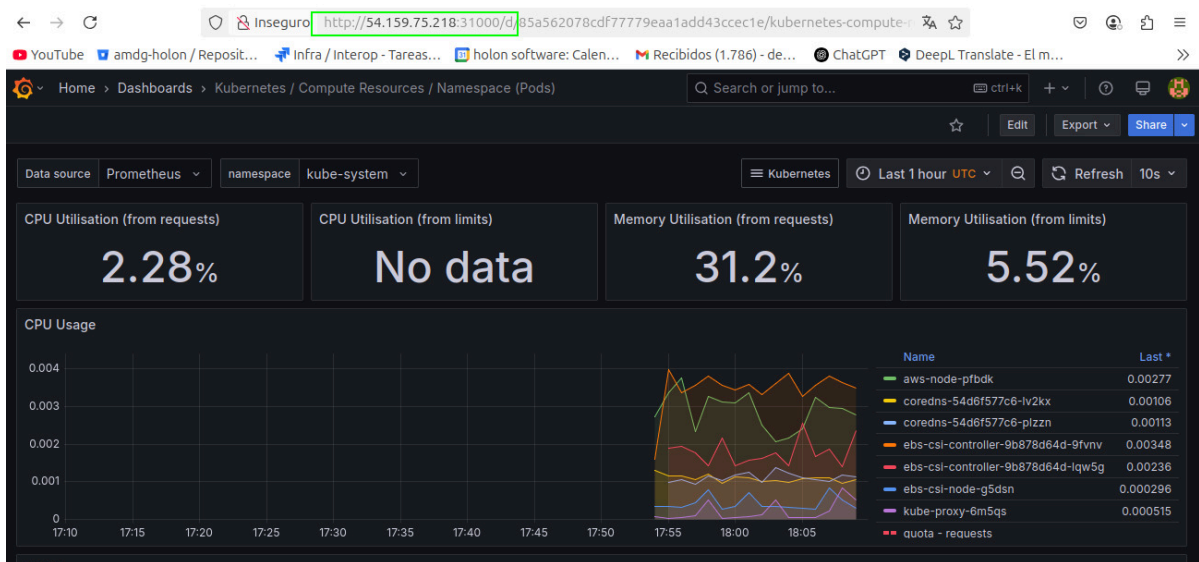 Inseguro http://54.159.75.218:31000/d/85a562078cdf77779eaa1add43ccec1e/kubernetes-compute-
YouTube amdg-holon / Reposit... Infra / Interop - Tareas... holon software: Calen... Recibidos (1.786) - de... ChatGPT DeepL Translate - El m...
Home › Dashboards › Kubernetes / Compute Resources / Namespace (Pods) Search or jump to... ctrl+k
Edit Export Share
Data source Prometheus namespace kube-system Kubernetes Last 1 hour UTC Refresh 10s
CPU Utilisation (from requests) CPU Utilisation (from limits) Memory Utilisation (from requests) Memory Utilisation (from limits)
2.28% No data 31.2% 5.52%
CPU Usage
Name Last *
0.004
aws-node-pfbdk 0.00277
coredns-54d6f577c6-lv2kx 0.00106
0.003
coredns-54d6f577c6-plzzn 0.00113
0.002
ebs-csi-controller-9b878d64d-9fvnv 0.00348
ebs-csi-controller-9b878d64d-lqw5g 0.00236
0.001
ebs-csi-node-g5dsn 0.000296
kube-proxy-6m5qs 0.000515
0
17:10 17:15 17:20 17:25 17:30 17:35 17:40 17:45 17:50 17:55 18:00 18:05
quota - requests